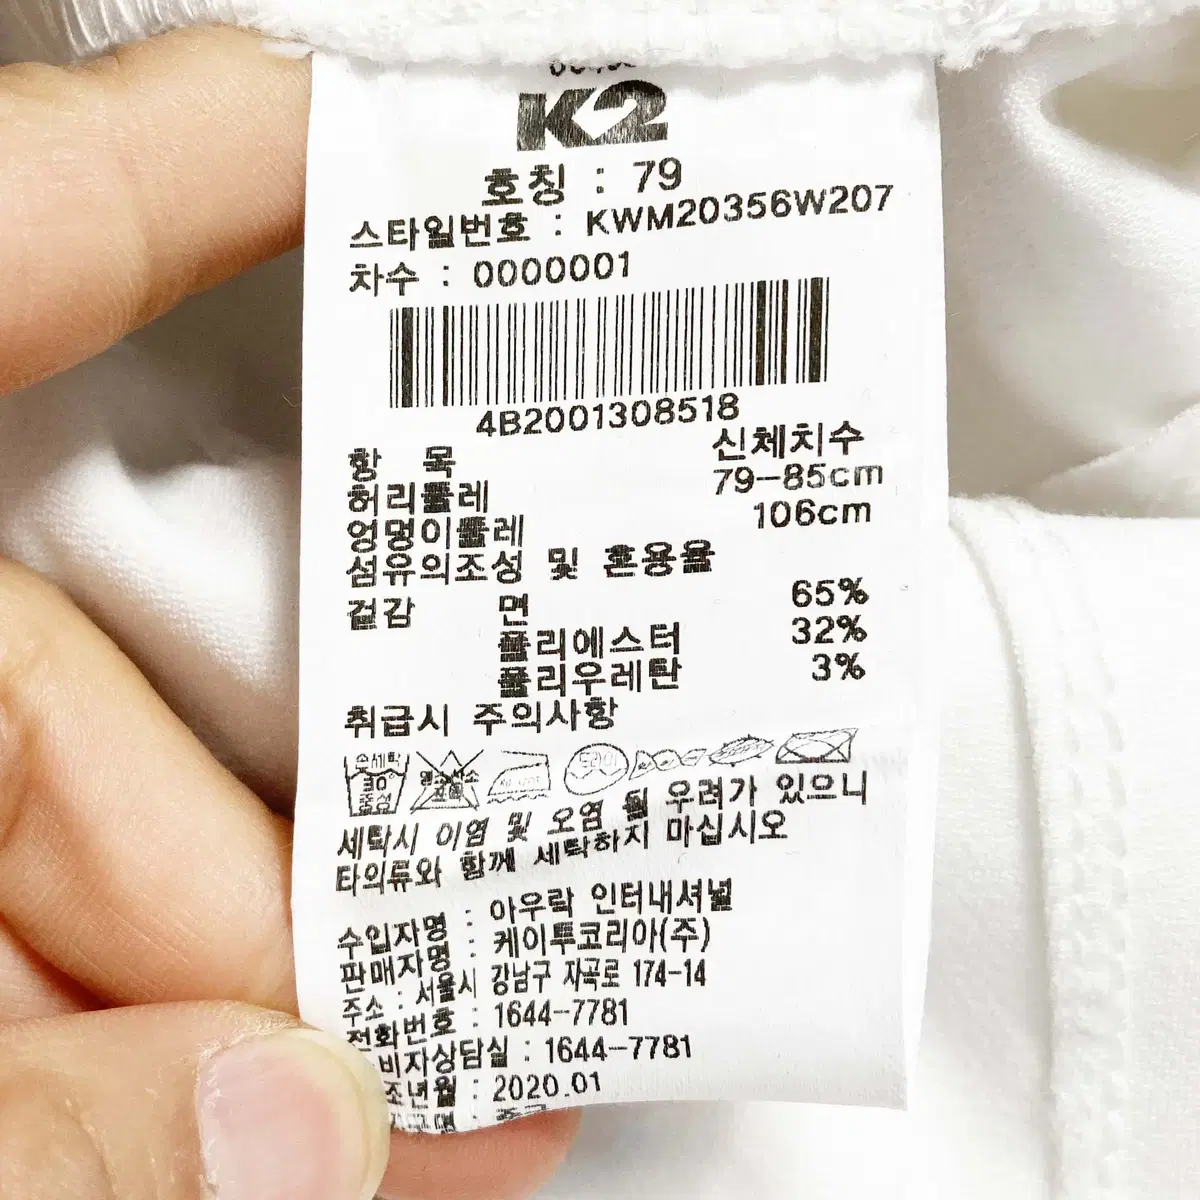 K2
호칭 : 79
스타일번호 : KWM20356W207
차수 : 0000001
4B2001308518
항 목 신체치수
허리둘레 79-85cm
엉덩이둘레 106cm
섬유의조성 및 혼용율
겉감 면 65%
폴리에스터 32%
폴리우레탄 3%
취급시 주의사항
손세탁 중성
염소 표백 드라이
세탁시 이염 및 오염 될 우려가 있으니
타의류와 함께 세탁하지 마십시오
수입자명 : 아우락 인터내셔널
판매자명 : 케이투코리아(주)
주소 : 서울시 강남구 자곡로 174-14
전화번호 : 1644-7781
비자상담실 : 1644-7781
조년월 : 2020.01